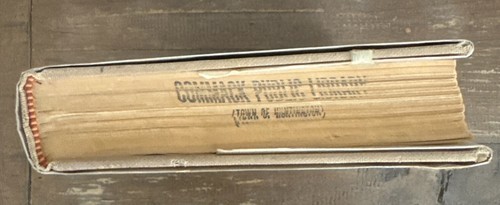 COMMACK PUBLIC LIBRARY
(TOWN OF HUNTINGTON)